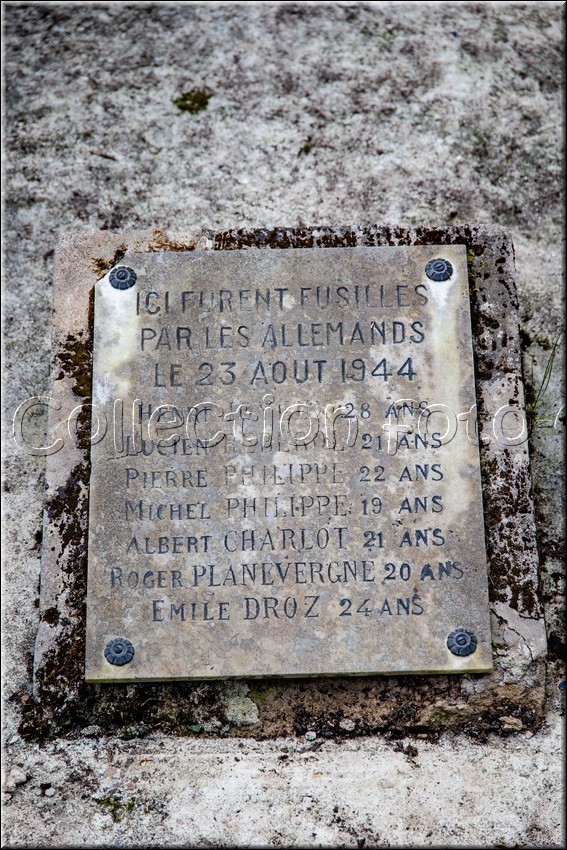 ICI FURENT FUSILLES
PAR LES ALLEMANDS
LE 23 AOUT 1944
HENRI 28 ANS
LUCIEN 21 ANS
PIERRE PHILIPPE 22 ANS
MICHEL PHILIPPE 19 ANS
ALBERT CHARLOT 21 ANS
ROGER PLANEVERGNE 20 ANS
EMILE DROZ 24 ANS
© Collection foto